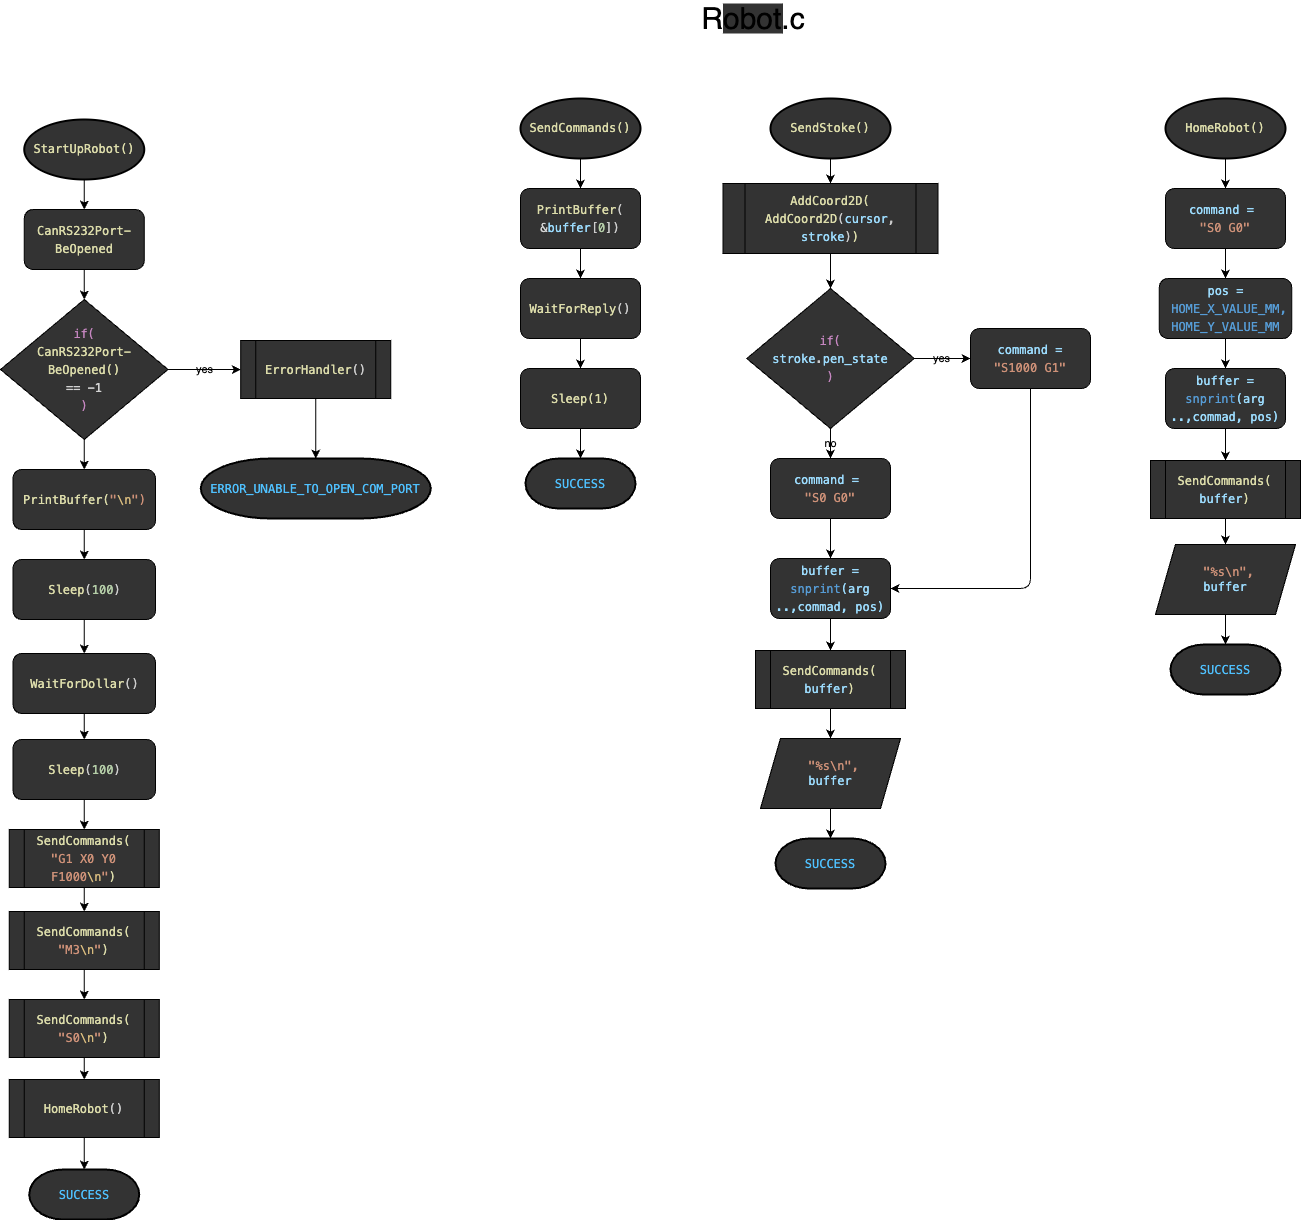 Robot.c
StartUpRobot()
CanRS232Port-
BeOpened
if(
CanRS232Port-
BeOpened()
== -1
)
yes
ErrorHandler()
ERROR_UNABLE_TO_OPEN_COM_PORT
PrintBuffer("\n")
Sleep(100)
WaitForDollar()
Sleep(100)
SendCommands(
"G1 X0 Y0
F1000\n")
SendCommands(
"M3\n")
SendCommands(
"S0\n")
HomeRobot()
SUCCESS
SendCommands()
PrintBuffer(
&buffer[0])
WaitForReply()
Sleep(1)
SUCCESS
SendStoke()
AddCoord2D(
AddCoord2D(cursor,
stroke))
if(
stroke.pen_state
)
yes
command =
"S1000 G1"
no
command =
"S0 G0"
buffer =
snprint(arg
..,commad, pos)
SendCommands(
buffer)
"%s\n",
buffer
SUCCESS
HomeRobot()
command =
"S0 G0"
pos =
HOME_X_VALUE_MM,
HOME_Y_VALUE_MM
buffer =
snprint(arg
..,commad, pos)
SendCommands(
buffer)
"%s\n",
buffer
SUCCESS